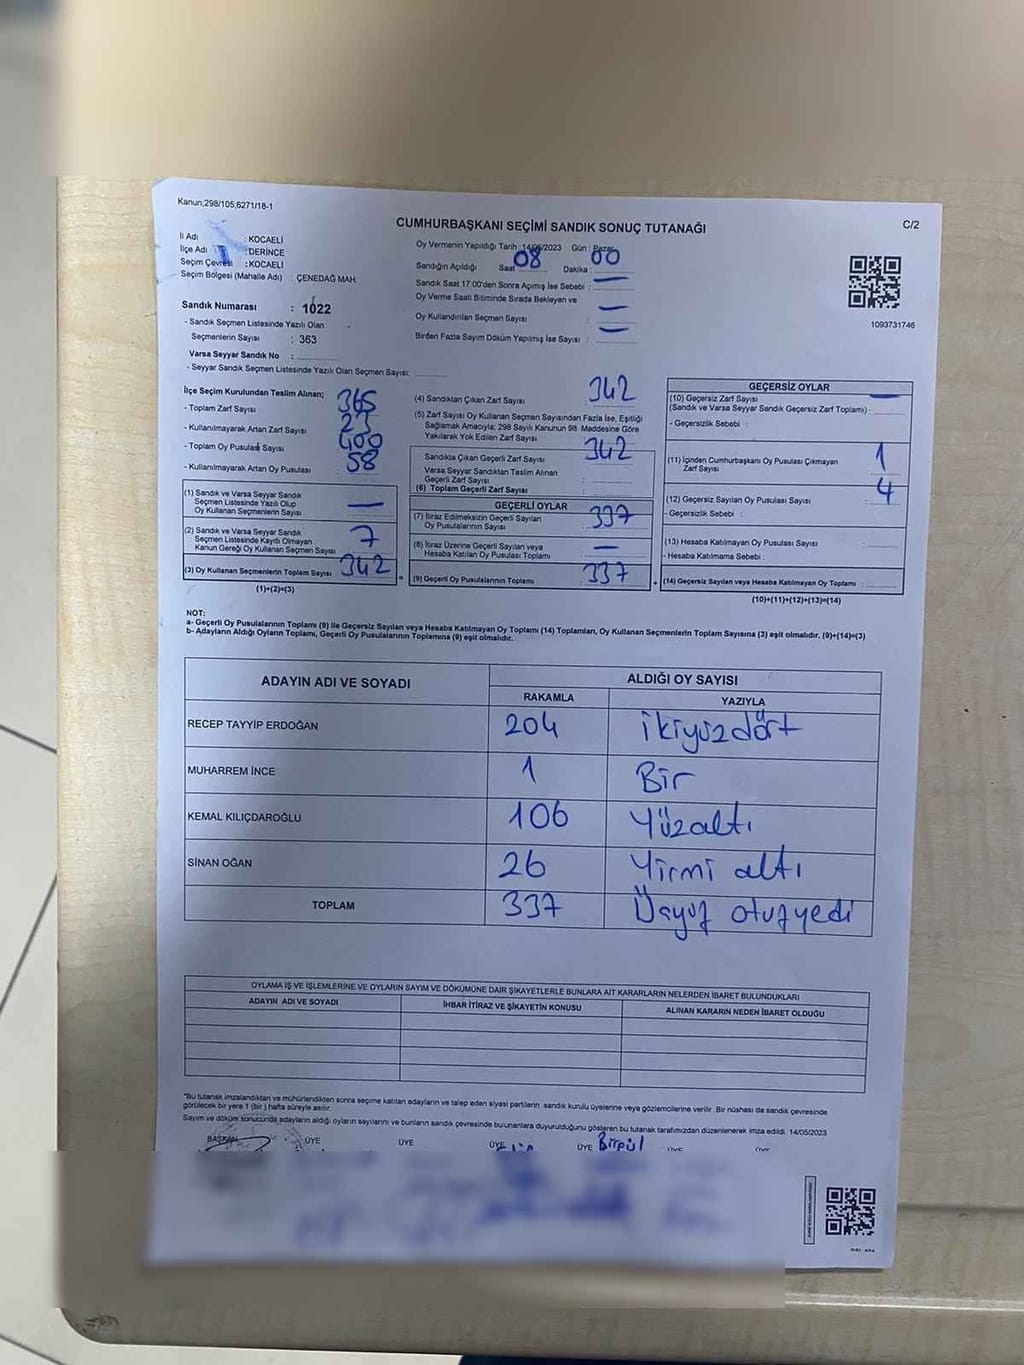 Kanun,298/105;6271/18-1
CUMHURBAŞKANI SEÇİMİ SANDIK SONUÇ TUTANAĞI
C/2
İl Adı : KOCAELİ
İlçe Adı : DERİNCE
Seçim Çevresi : KOCAELİ
Seçim Bölgesi (Mahalle Adı) : ÇENEDAĞ MAH.
Sandık Numarası : 1022
- Sandık Seçmen Listesinde Yazılı Olan
Seçmenlerin Sayısı : 363
Varsa Seyyar Sandık No :
- Seyyar Sandık Seçmen Listesinde Yazılı Olan Seçmen Sayısı:
Oy Vermenin Yapıldığı Tarih :14/05/2023 Gün : Pazar
Sandığın Açıldığı Saat 08 Dakika : 00
Sandık Saat 17:00'den Sonra Açımış İse Sebebi : —
Oy Verme Saati Bitiminde Sırada Bekleyen ve
Oy Kullandırılan Seçmen Sayısı : —
Birden Fazla Sayım Döküm Yapılmış İse Sayısı : —
1093731746
İlçe Seçim Kurulundan Teslim Alınan;
- Toplam Zarf Sayısı 365
- Kullanılmayarak Artan Zarf Sayısı 23
- Toplam Oy Pusulası Sayısı 400
- Kullanılmayarak Artan Oy Pusulası 58
(1) Sandık ve Varsa Seyyar Sandık
Seçmen Listesinde Yazılı Olup
Oy Kullanan Seçmenlerin Sayısı —
(2) Sandık ve Varsa Seyyar Sandık
Seçmen Listesinde Kayıtlı Olmayan
Kanun Gereği Oy Kullanan Seçmen Sayısı 7
(3) Oy Kullanan Seçmenlerin Toplam Sayısı 342
(1)+(2)=(3)
(4) Sandıktan Çıkan Zarf Sayısı 342
(5) Zarf Sayısı Oy Kullanan Seçmen Sayısından Fazla İse, Eşitliği
Sağlamak Amacıyla; 298 Sayılı Kanunun 98. Maddesine Göre
Yakılarak Yok Edilen Zarf Sayısı
Sandıkta Çıkan Geçerli Zarf Sayısı 342
Varsa Seyyar Sandıktan Teslim Alınan
Geçerli Zarf Sayısı
(6) Toplam Geçerli Zarf Sayısı
GEÇERLİ OYLAR
(7) İtiraz Edilmeksizin Geçerli Sayılan
Oy Pusulalarının Sayısı 337
(8) İtiraz Üzerine Geçerli Sayılan veya
Hesaba Katılan Oy Pusulası Toplamı —
(9) Geçerli Oy Pusulalarının Toplamı 337
GEÇERSİZ OYLAR
(10) Geçersiz Zarf Sayısı —
(Sandık ve Varsa Seyyar Sandık Geçersiz Zarf Toplamı) :
- Geçersizlik Sebebi :
(11) İçinden Cumhurbaşkanı Oy Pusulası Çıkmayan
Zarf Sayısı 1
(12) Geçersiz Sayılan Oy Pusulası Sayısı 4
- Geçersizlik Sebebi :
(13) Hesaba Katılmayan Oy Pusulası Sayısı
- Hesaba Katılmama Sebebi :
(14) Geçersiz Sayılan veya Hesaba Katılmayan Oy Toplamı
(10)+(11)+(12)+(13)=(14)
NOT:
a- Geçerli Oy Pusulalarının Toplamı (9) ile Geçersiz Sayılan veya Hesaba Katılmayan Oy Toplamı (14) Toplamları, Oy Kullanan Seçmenlerin Toplam Sayısına (3) eşit olmalıdır. (9)+(14)=(3)
b- Adayların Aldığı Oyların Toplamı, Geçerli Oy Pusulalarının Toplamına (9) eşit olmalıdır.
ADAYIN ADI VE SOYADI ALDIĞI OY SAYISI
RAKAMLA YAZIYLA
RECEP TAYYİP ERDOĞAN 204 ikiyüzdört
MUHARREM İNCE 1 Bir
KEMAL KILIÇDAROĞLU 106 Yüzaltı
SİNAN OĞAN 26 Yirmi altı
TOPLAM 337 Üçyüz otuzyedi
OYLAMA İŞ VE İŞLEMLERİNE VE OYLARIN SAYIM VE DÖKÜMÜNE DAİR ŞİKAYETLERLE BUNLARA AİT KARARLARIN NELERDEN İBARET BULUNDUKLARI
ADAYIN ADI VE SOYADI İHBAR İTİRAZ VE ŞİKAYETİN KONUSU ALINAN KARARIN NEDEN İBARET OLDUĞU
*Bu tutanak imzalandıktan ve mühürlendikten sonra seçime katılan adayların ve talep eden siyasi partilerin, sandık kurulu üyelerine veya gözlemcilerine verilir. Bir nüshası da sandık çevresinde
görülecek bir yere 1 (bir) hafta süreyle asılır.
Sayım ve döküm sonucunda adayların aldığı oyların sayılarını ve bunların sandık çevresinde bulunanlara duyurulduğunu gösteren bu tutanak tarafımızdan düzenlenerek imza edildi. 14/05/2023
BAŞKAN ÜYE ÜYE ÜYE ÜYE Birgül ÜYE ÜYE